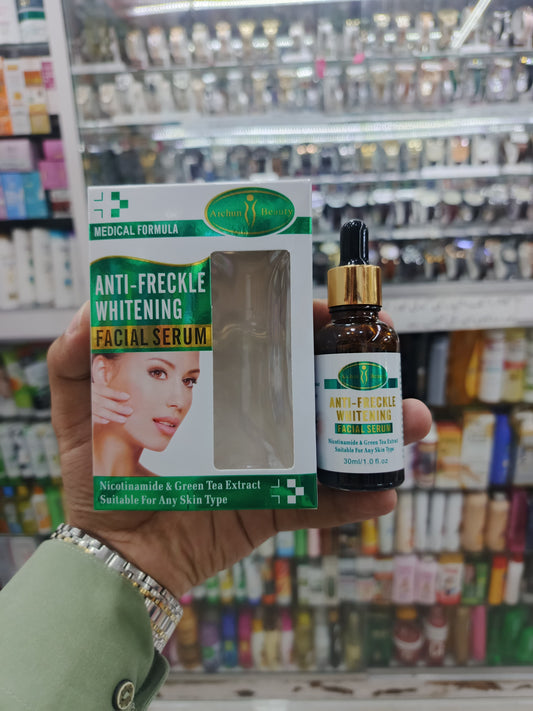 Aichun Beauty
MEDICAL FORMULA
ANTI-FRECKLE
WHITENING
FACIAL SERUM
Nicotinamide & Green Tea Extract
Suitable For Any Skin Type
ANTI-FRECKLE
WHITENING
FACIAL SERUM
Nicotinamide & Green Tea Extract
Suitable For Any Skin Type
30ml/1.0 fl oz